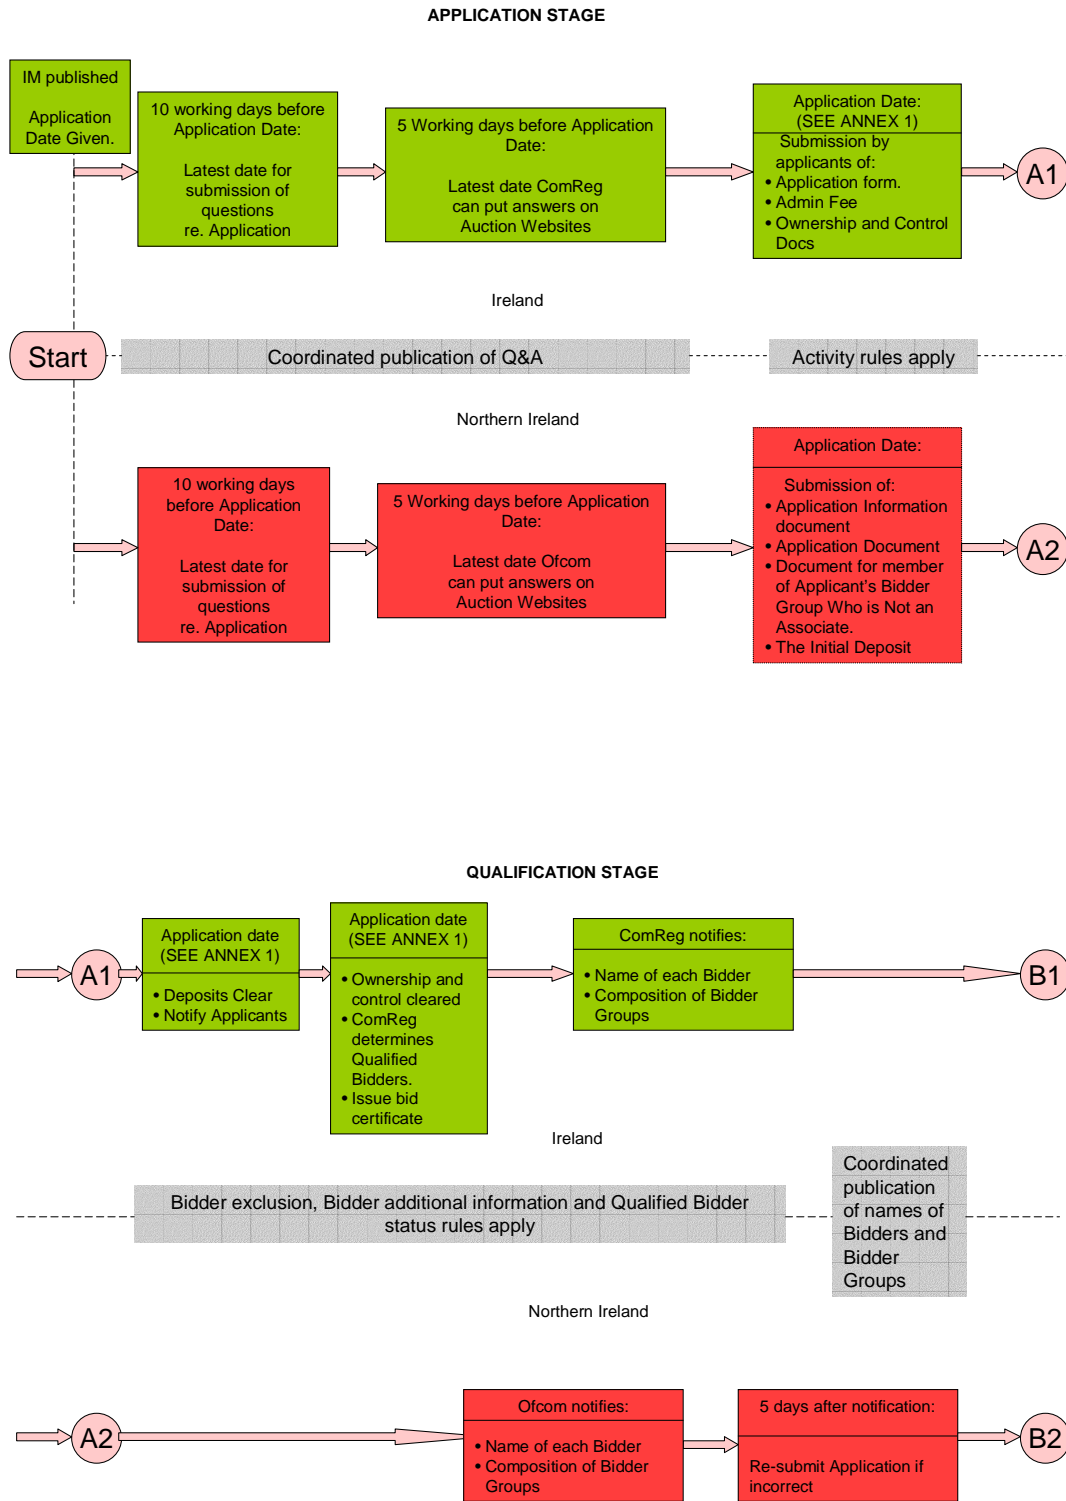 APPLICATION STAGE
IM published
Application
Date Given.
10 working days before
Application Date:
Latest date for
submission of
questions
re. Application
5 Working days before Application
Date:
Latest date ComReg
can put answers on
Auction Websites
Application Date:
(SEE ANNEX 1)
Submission by
applicants of:
• Application form.
• Admin Fee
• Ownership and Control
Docs
A1
Ireland
Start
Coordinated publication of Q&A
Activity rules apply
Northern Ireland
10 working days
before Application
Date:
Latest date for
submission of
questions
re. Application
5 Working days before Application
Date:
Latest date Ofcom
can put answers on
Auction Websites
Application Date:
Submission of:
• Application Information
document
• Application Document
• Document for member
of Applicant's Bidder
Group Who is Not an
Associate.
• The Initial Deposit
A2
QUALIFICATION STAGE
A1
Application date
(SEE ANNEX 1)
• Deposits Clear
• Notify Applicants
Application date
(SEE ANNEX 1)
• Ownership and
control cleared
• ComReg
determines
Qualified
Bidders.
• Issue bid
certificate
ComReg notifies:
• Name of each Bidder
• Composition of Bidder
Groups
B1
Ireland
Bidder exclusion, Bidder additional information and Qualified Bidder
status rules apply
Coordinated
publication
of names of
Bidders and
Bidder
Groups
Northern Ireland
A2
Ofcom notifies:
• Name of each Bidder
• Composition of Bidder
Groups
5 days after notification:
Re-submit Application if
incorrect
B2